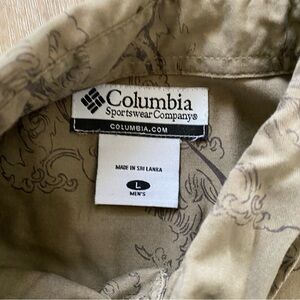 Columbia
Sportswear Company®
COLUMBIA.COM
MADE IN SRI LANKA
L
MEN'S